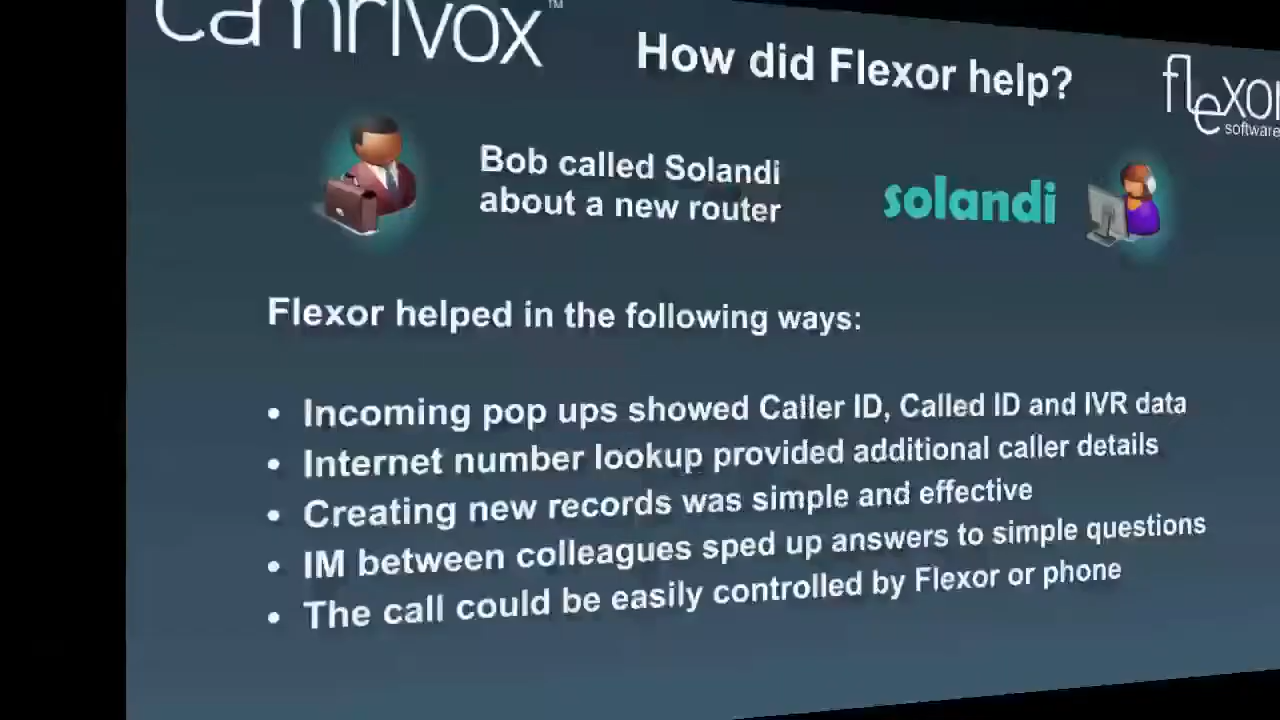 camrivox™
How did Flexor help?
flexor
software
Bob called Solandi
about a new router
solandi
Flexor helped in the following ways:
• Incoming pop ups showed Caller ID, Called ID and IVR data
• Internet number lookup provided additional caller details
• Creating new records was simple and effective
• IM between colleagues sped up answers to simple questions
• The call could be easily controlled by Flexor or phone